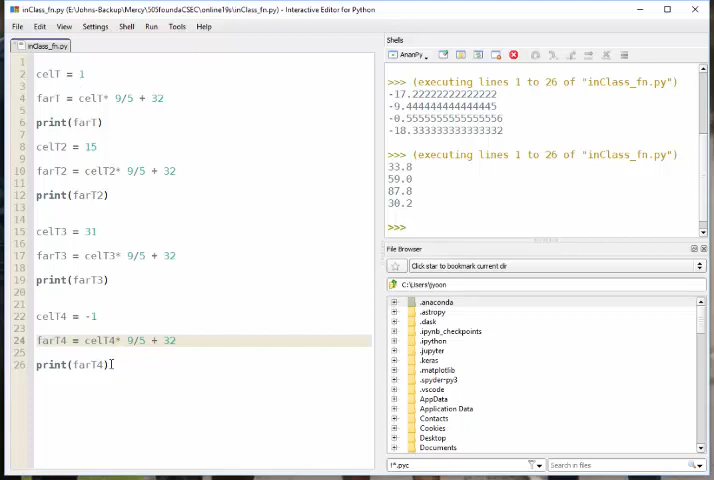 inClass_fn.py (E:\Johns-Backup\Mercy\505foundaCSEC\online19s\inClass_fn.py) - Interactive Editor for Python
File Edit View Settings Shell Run Tools Help
inClass_fn.py
1
2 celT = 1
3
4 farT = celT* 9/5 + 32
5
6 print(farT)
7
8 celT2 = 15
9
10 farT2 = celT2* 9/5 + 32
11
12 print(farT2)
13
14
15 celT3 = 31
16
17 farT3 = celT3* 9/5 + 32
18
19 print(farT3)
20
21
22 celT4 = -1
23
24 farT4 = celT4* 9/5 + 32
25
26 print(farT4)
Shells
AnanPy
>>> (executing lines 1 to 26 of "inClass_fn.py")
-17.22222222222222
-9.444444444444445
-0.5555555555555556
-18.333333333333332
>>> (executing lines 1 to 26 of "inClass_fn.py")
33.8
59.0
87.8
30.2
>>>
File Browser
Click star to bookmark current dir
C:\Users\jyoon
.anaconda
.astropy
.dask
.ipynb_checkpoints
.ipython
.jupyter
.keras
.matplotlib
.spyder-py3
.vscode
AppData
Application Data
Contacts
Cookies
Desktop
Documents
!*.pyc
Search in files